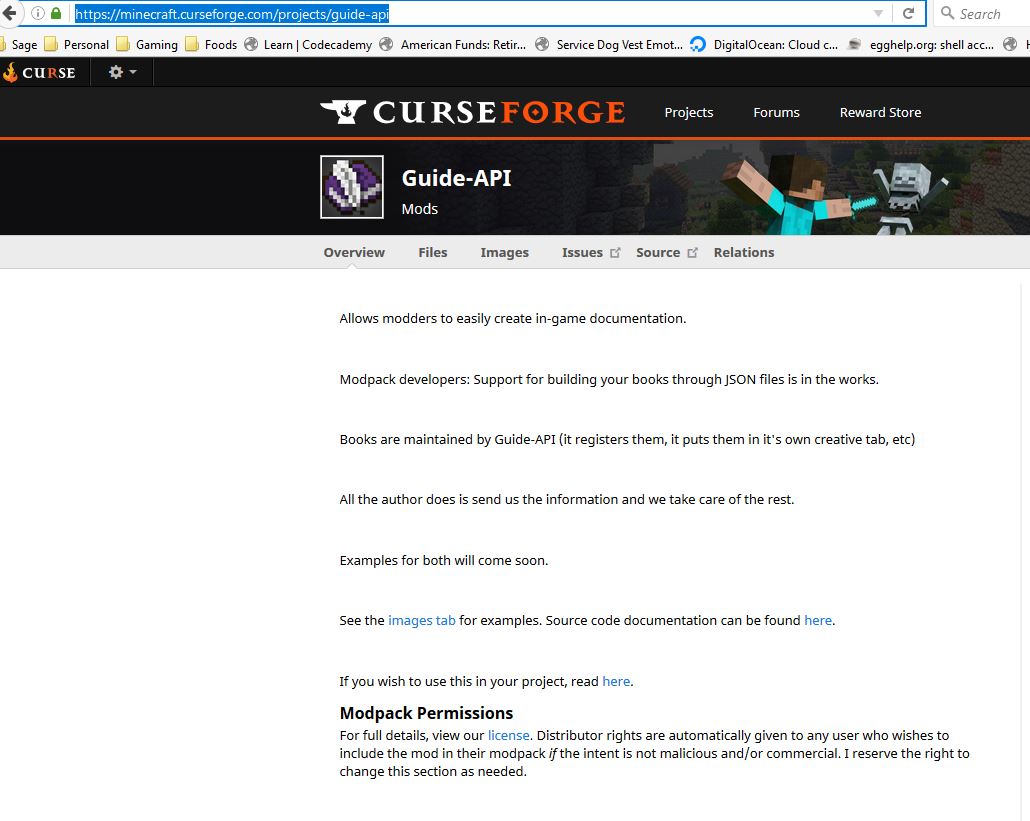 https://minecraft.curseforge.com/projects/guide-api
Search
Sage Personal Gaming Foods Learn | Codecademy American Funds: Retir... Service Dog Vest Emot... DigitalOcean: Cloud c... egghelp.org: shell acc...
CURSE
CURSEFORGE Projects Forums Reward Store
Guide-API
Mods
Overview Files Images Issues Source Relations
Allows modders to easily create in-game documentation.
Modpack developers: Support for building your books through JSON files is in the works.
Books are maintained by Guide-API (it registers them, it puts them in it's own creative tab, etc)
All the author does is send us the information and we take care of the rest.
Examples for both will come soon.
See the images tab for examples. Source code documentation can be found here.
If you wish to use this in your project, read here.
Modpack Permissions
For full details, view our license. Distributor rights are automatically given to any user who wishes to
include the mod in their modpack if the intent is not malicious and/or commercial. I reserve the right to
change this section as needed.